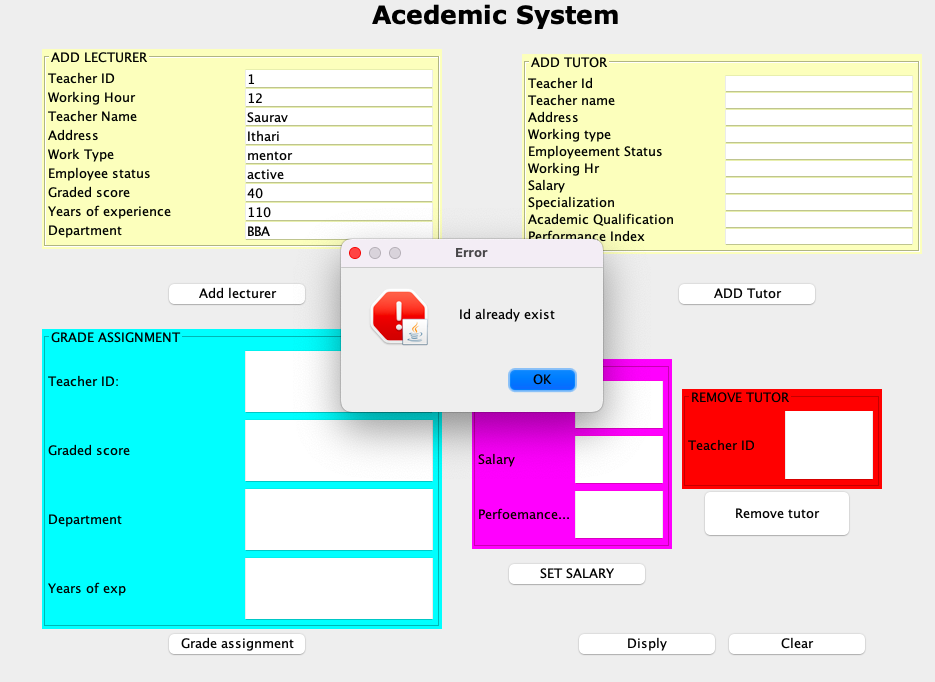 Acedemic System
ADD LECTURER
Teacher ID 1
Working Hour 12
Teacher Name Saurav
Address Ithari
Work Type mentor
Employee status active
Graded score 40
Years of experience 110
Department BBA
Add lecturer
ADD TUTOR
Teacher Id
Teacher name
Address
Working type
Employeement Status
Working Hr
Salary
Specialization
Academic Qualification
Performance Index
ADD Tutor
Error
Id already exist
OK
GRADE ASSIGNMENT
Teacher ID:
Graded score
Department
Years of exp
Grade assignment
Salary
Perfoemance...
SET SALARY
REMOVE TUTOR
Teacher ID
Remove tutor
Disply
Clear